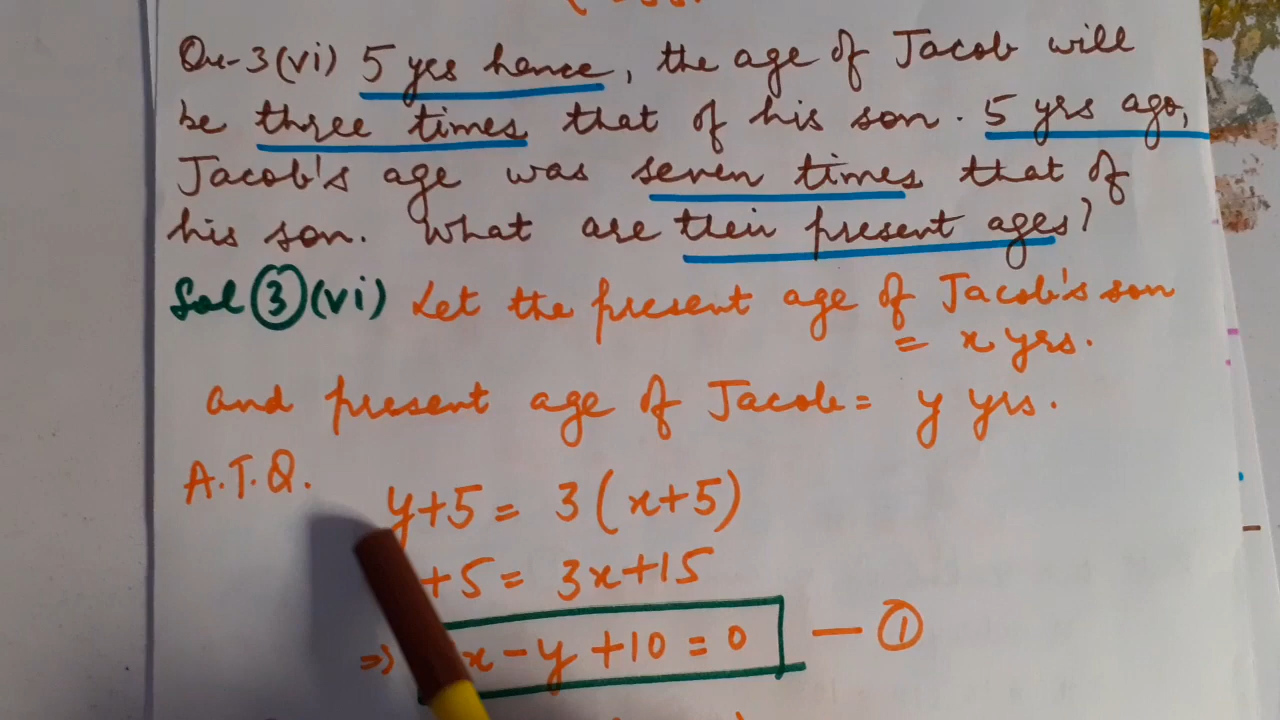 Qu-3(vi) 5 yrs hence, the age of Jacob will
be three times that of his son. 5 yrs ago,
Jacob's age was seven times that of
his son. What are their present ages?
Sol ③(vi) Let the present age of Jacob's son
= x yrs.
and present age of Jacob = y yrs.
A.T.Q.
y+5 = 3(x+5)
+5 = 3x+15
⇒ x-y+10=0 — ①